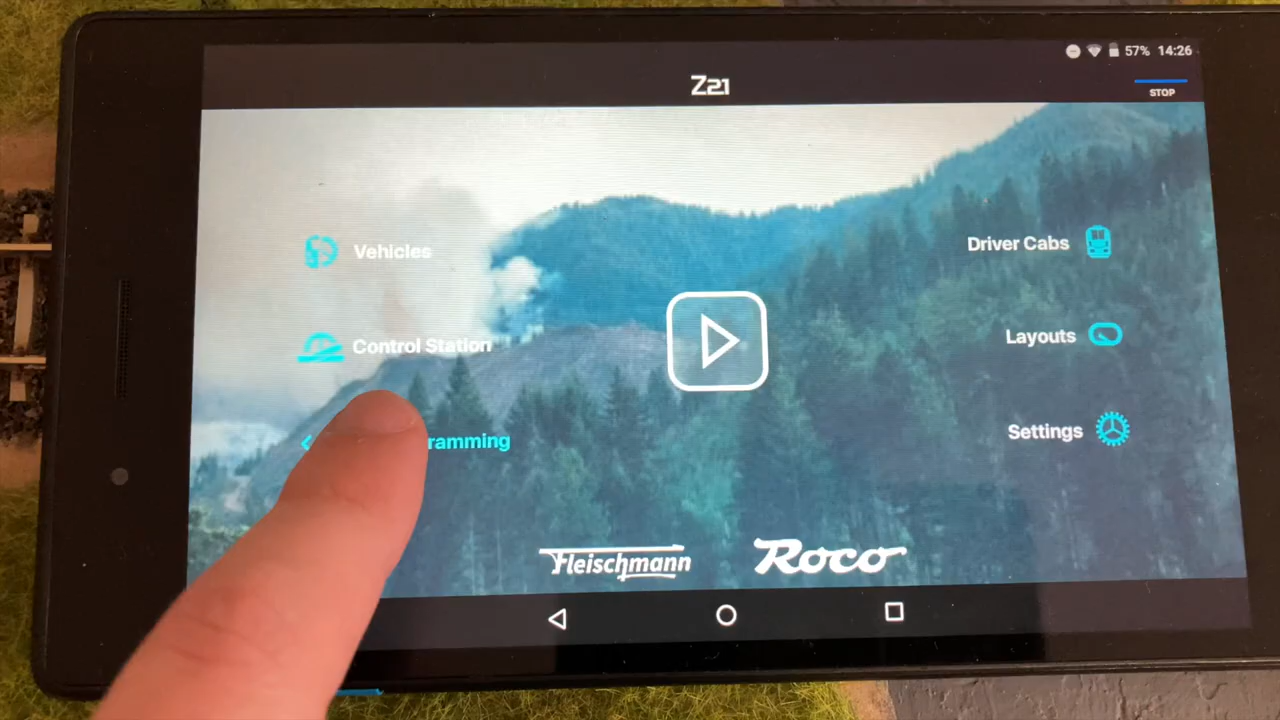 57% 14:26
Z21
STOP
Vehicles
Driver Cabs
Control Station
Layouts
ramming
Settings
Fleischmann
Roco